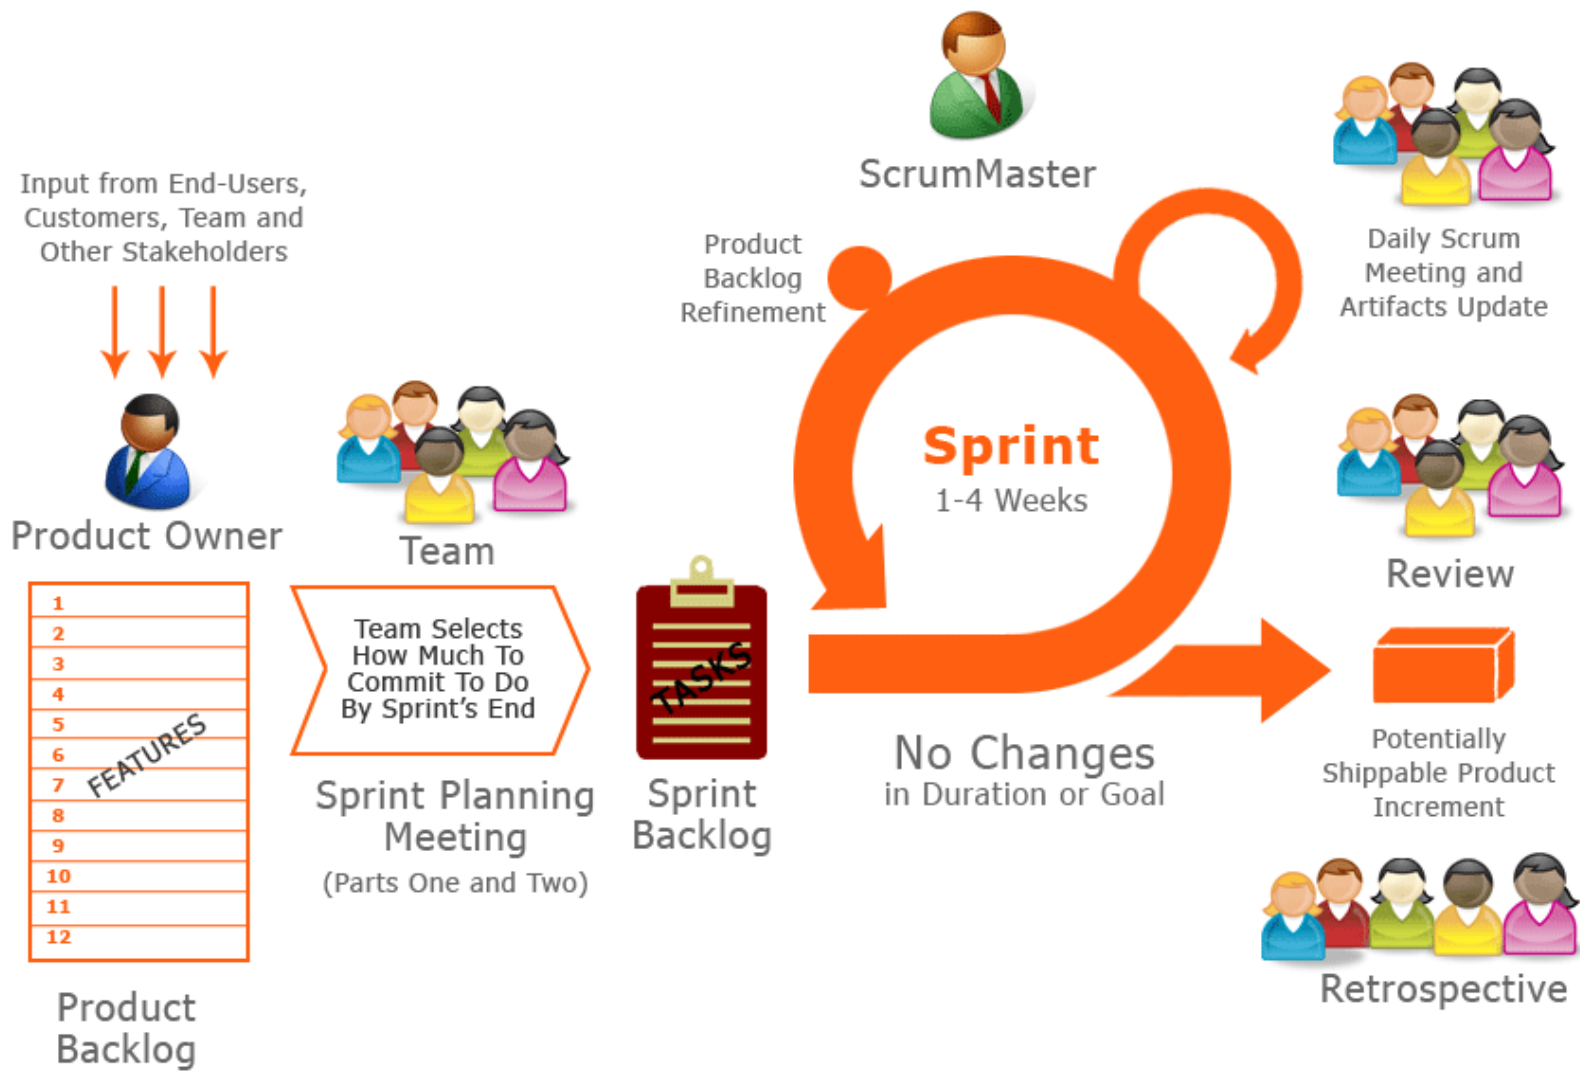 Input from End-Users,
Customers, Team and
Other Stakeholders
Product Owner
1
2
3
4
5
6
7
8
9
10
11
12
FEATURES
Product
Backlog
Team
Team Selects
How Much To
Commit To Do
By Sprint's End
Sprint Planning
Meeting
(Parts One and Two)
TASKS
Sprint
Backlog
ScrumMaster
Product
Backlog
Refinement
Sprint
1-4 Weeks
No Changes
in Duration or Goal
Daily Scrum
Meeting and
Artifacts Update
Review
Potentially
Shippable Product
Increment
Retrospective